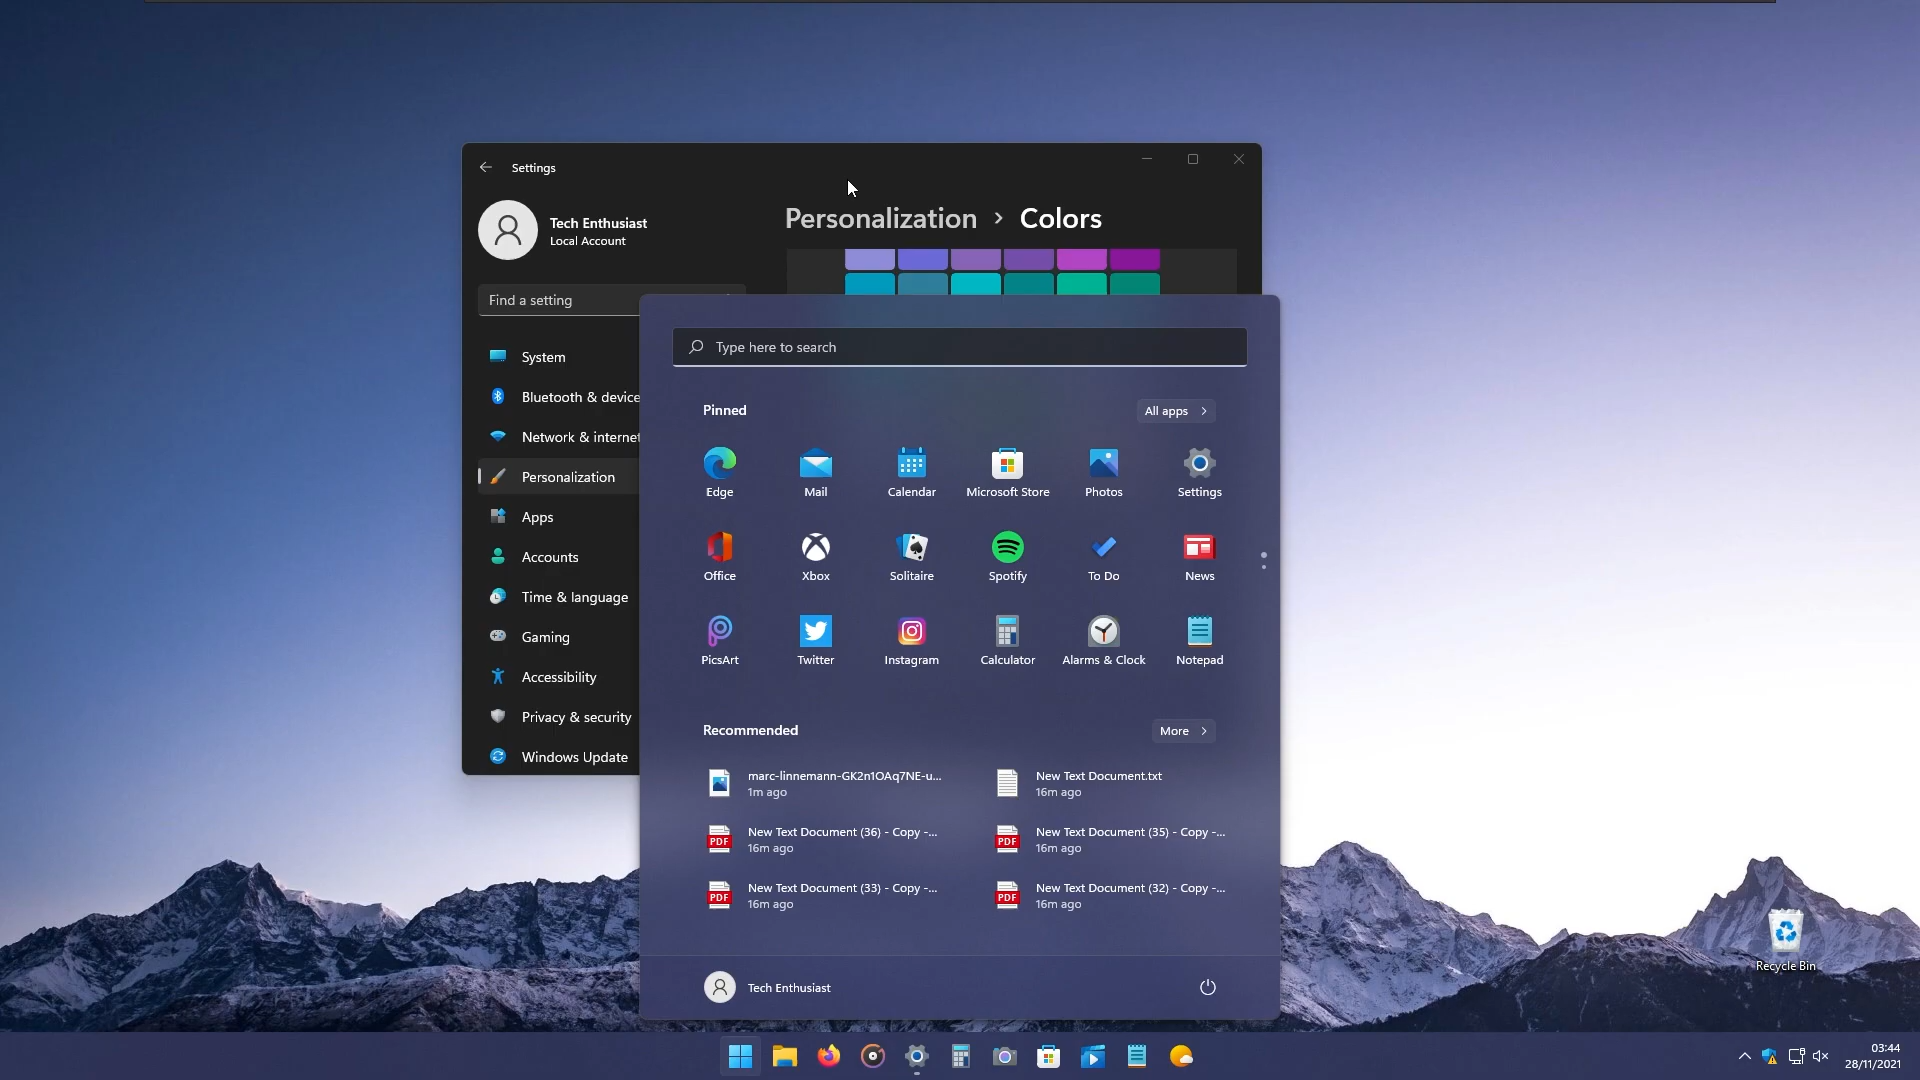 Settings
Tech Enthusiast
Local Account
Find a setting
System
Bluetooth & device
Network & internet
Personalization
Apps
Accounts
Time & language
Gaming
Accessibility
Privacy & security
Windows Update
Personalization > Colors
Type here to search
Pinned
All apps >
Edge
Mail
Calendar
Microsoft Store
Photos
Settings
Office
Xbox
Solitaire
Spotify
To Do
News
PicsArt
Twitter
Instagram
Calculator
Alarms & Clock
Notepad
Recommended
More >
marc-linnemann-GK2n1OAq7NE-u...
1m ago
New Text Document.txt
16m ago
PDF
New Text Document (36) - Copy -...
16m ago
PDF
New Text Document (35) - Copy -...
16m ago
PDF
New Text Document (33) - Copy -...
16m ago
PDF
New Text Document (32) - Copy -...
16m ago
Tech Enthusiast
Recycle Bin
03:44
28/11/2021